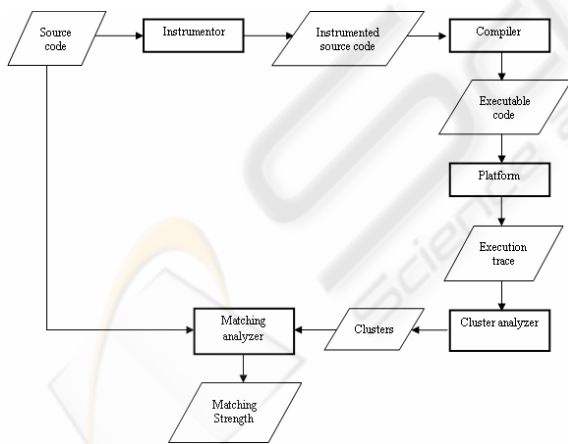 Source
code
Instrumentor
Instrumented
source code
Compiler
Executable
code
Platform
Execution
trace
Cluster analyzer
Clusters
Matching
analyzer
Matching
Strength